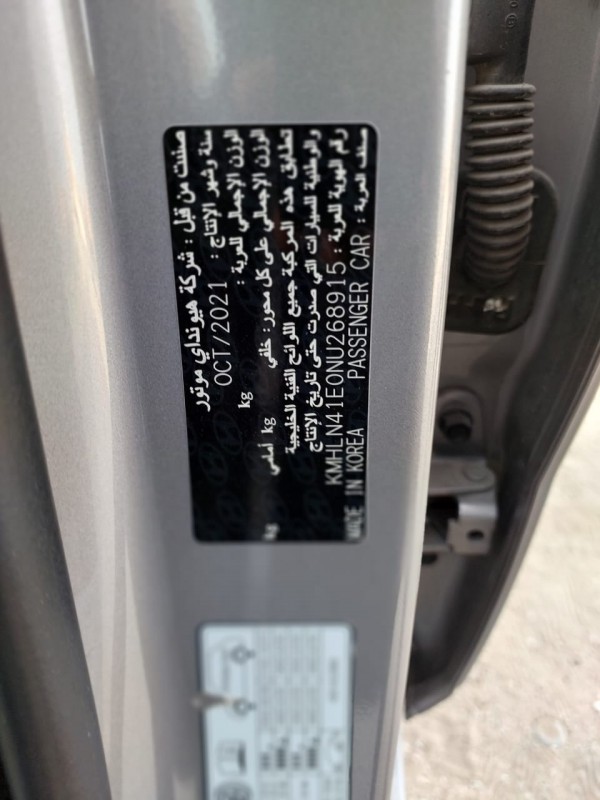 صنعت من قبل : شركة هيونداي موتور
سنة وشهر الإنتاج : OCT/2021
الوزن الإجمالي للعربة : kg
الوزن الإجمالي على كل محور : خلفي kg أمامي kg
تطابق هذه المركبة جميع اللوائح الفنية الخليجية
والوطنية للسيارات التي صدرت حتى تاريخ الإنتاج
رقم الهوية للعربة : KMHLN41E0NU268915
صنف العربة : PASSENGER CAR MADE IN KOREA